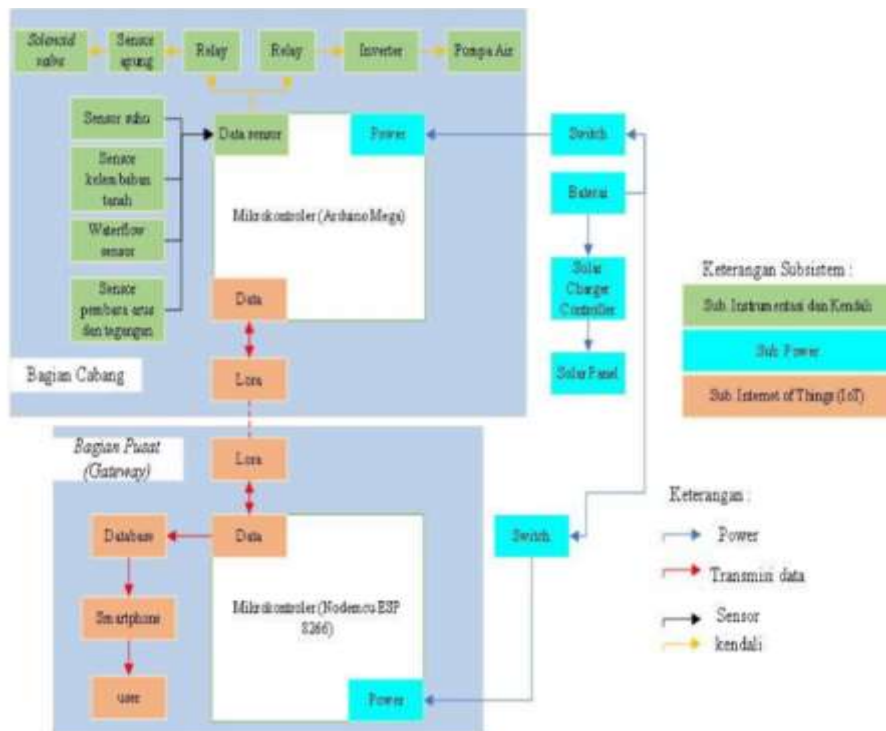 Solenoid
valve
Sensor
apung
Relay
Relay
Inverter
Pompa Air
Sensor suhu
Sensor
kelembaban
tanah
Waterflow
sensor
Sensor
pembaca arus
dan tegangan
Data sensor
Power
Mikrokontroler (Arduino Mega)
Data
Lora
Bagian Cabang
Switch
Baterai
Solar
Charger
Controller
Solar Panel
Keterangan Subsistem :
Sub. Instrumentasi dan Kendali
Sub. Power
Sub. Internet of Things (IoT)
Bagian Pusat
(Gateway)
Lora
Database
Data
Smartphone
user
Mikrokontroler (Nodemcu ESP
8266)
Power
Switch
Keterangan :
Power
Transmisi data
Sensor
kendali